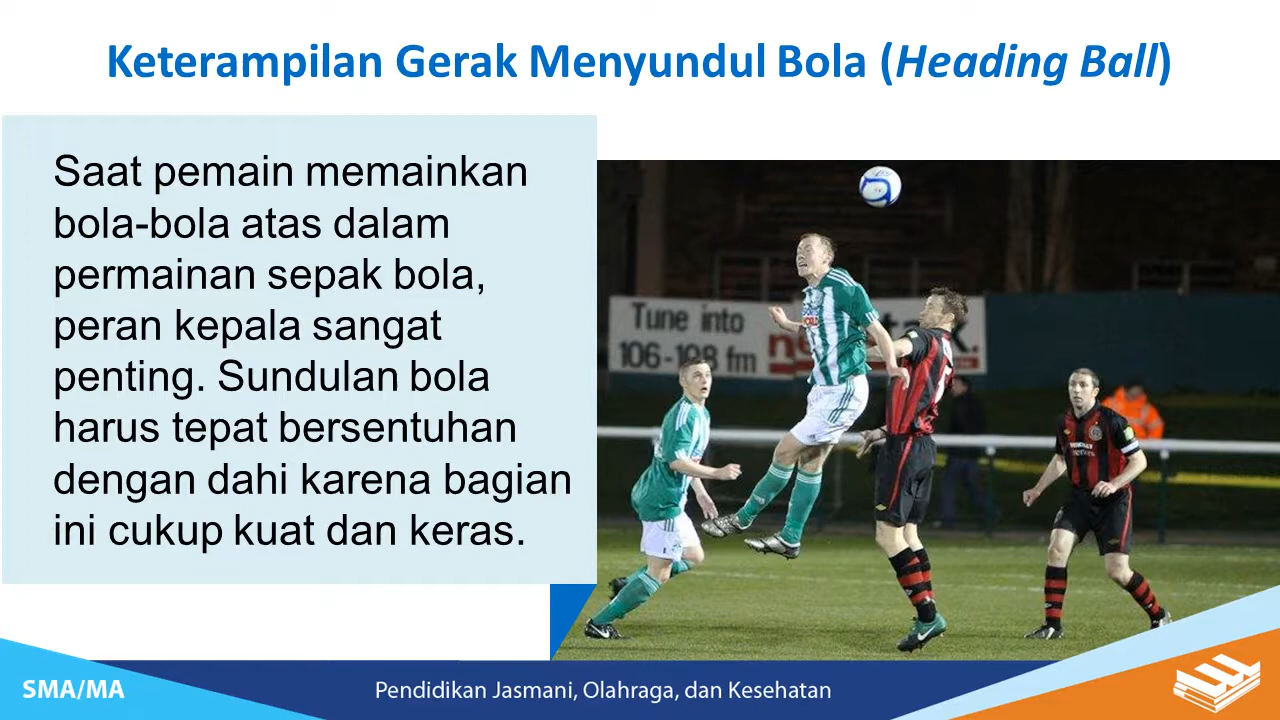 Keterampilan Gerak Menyundul Bola (Heading Ball)
Saat pemain memainkan
bola-bola atas dalam
permainan sepak bola,
peran kepala sangat
penting. Sundulan bola
harus tepat bersentuhan
dengan dahi karena bagian
ini cukup kuat dan keras.
Tune into
106-108 fm
SMA/MA
Pendidikan Jasmani, Olahraga, dan Kesehatan